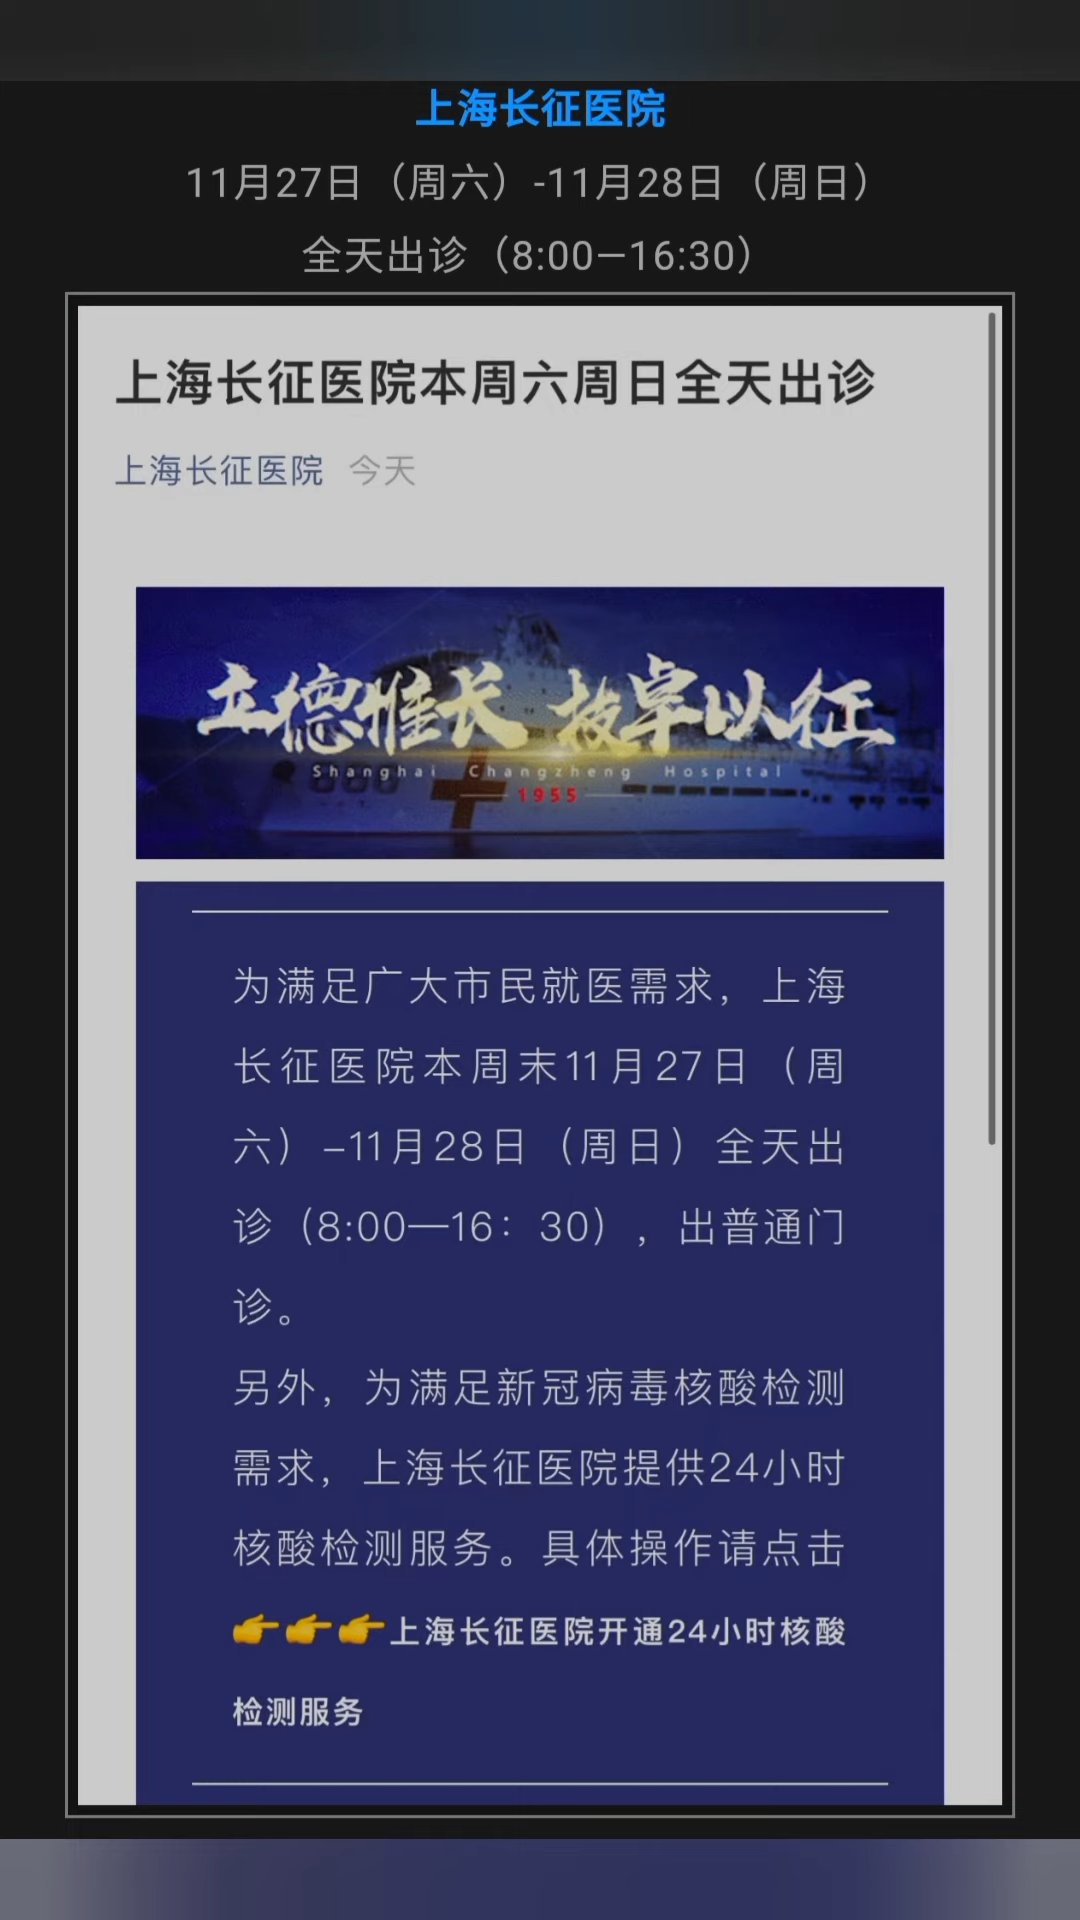 上海长征医院
11月27日（周六）-11月28日（周日）
全天出诊（8:00—16:30）
上海长征医院本周六周日全天出诊
上海长征医院 今天
立德惟长 技卓以征
Shanghai Changzheng Hospital
1955
为满足广大市民就医需求，上海
长征医院本周末11月27日（周
六）-11月28日（周日）全天出
诊（8:00—16：30），出普通门
诊。
另外，为满足新冠病毒核酸检测
需求，上海长征医院提供24小时
核酸检测服务。具体操作请点击
👉👉👉上海长征医院开通24小时核酸
检测服务